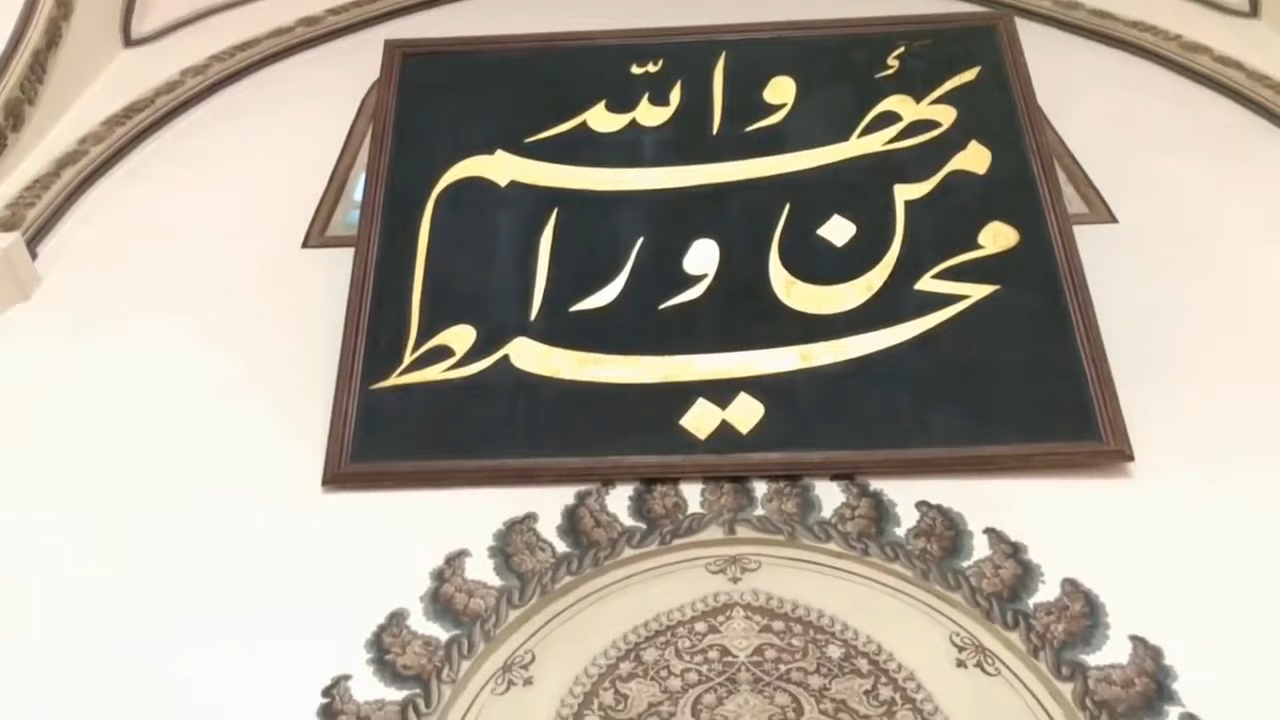 والله
من ورائهم
محيط